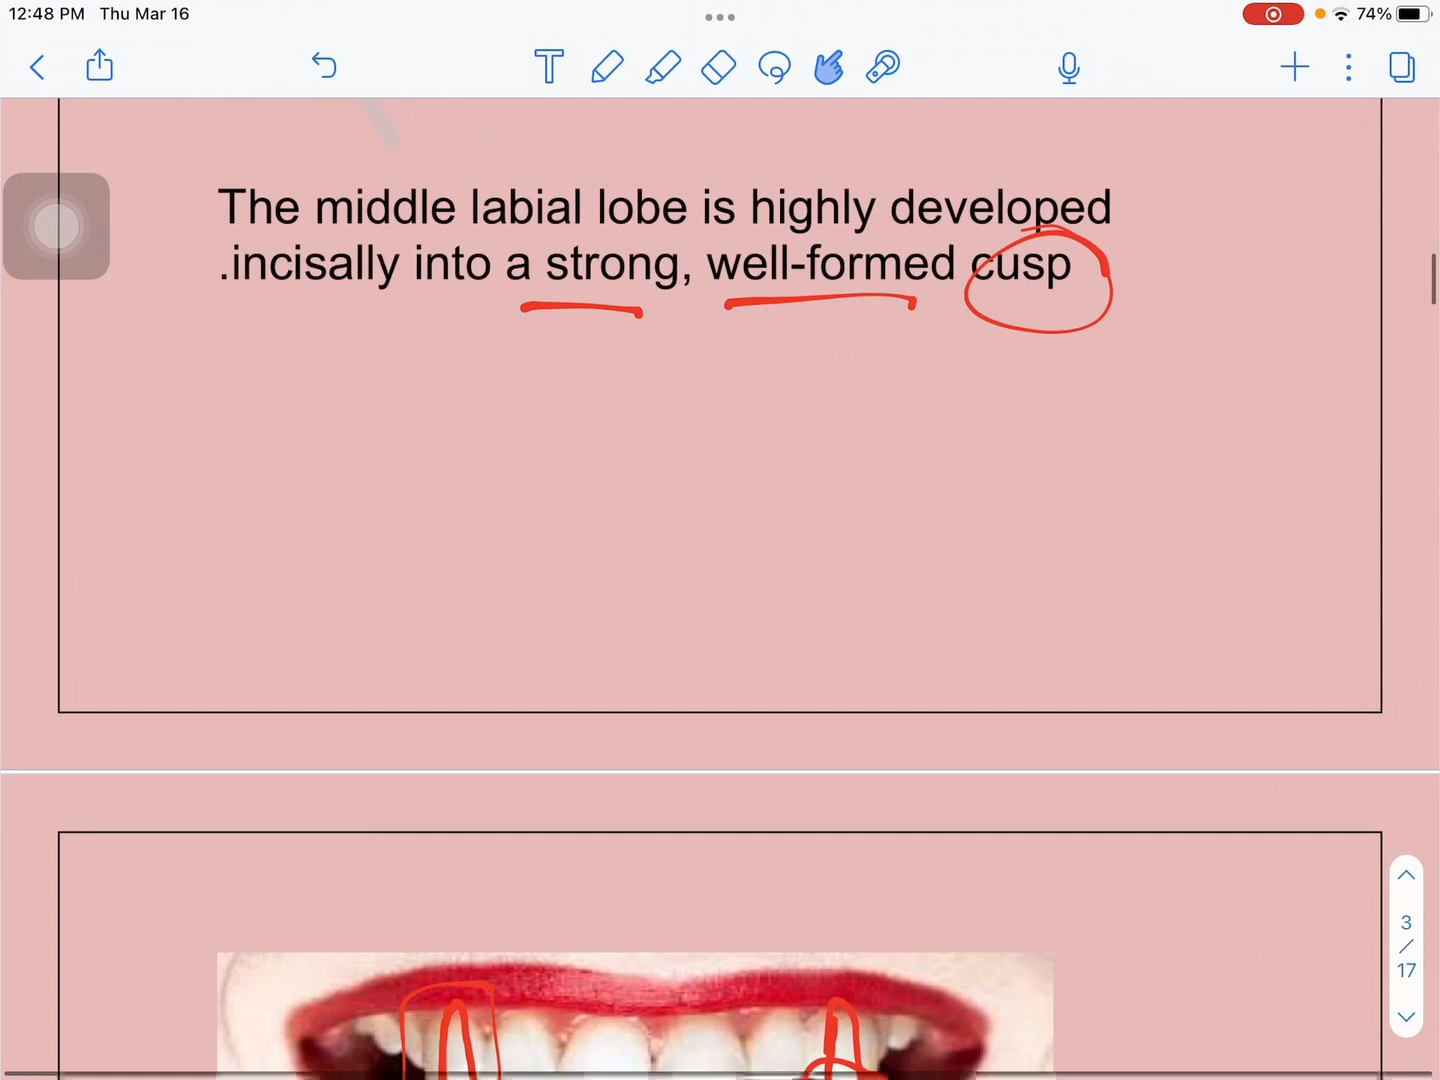 12:48 PM Thu Mar 16
74%
The middle labial lobe is highly developed
.incisally into a strong, well-formed cusp
3
/
17